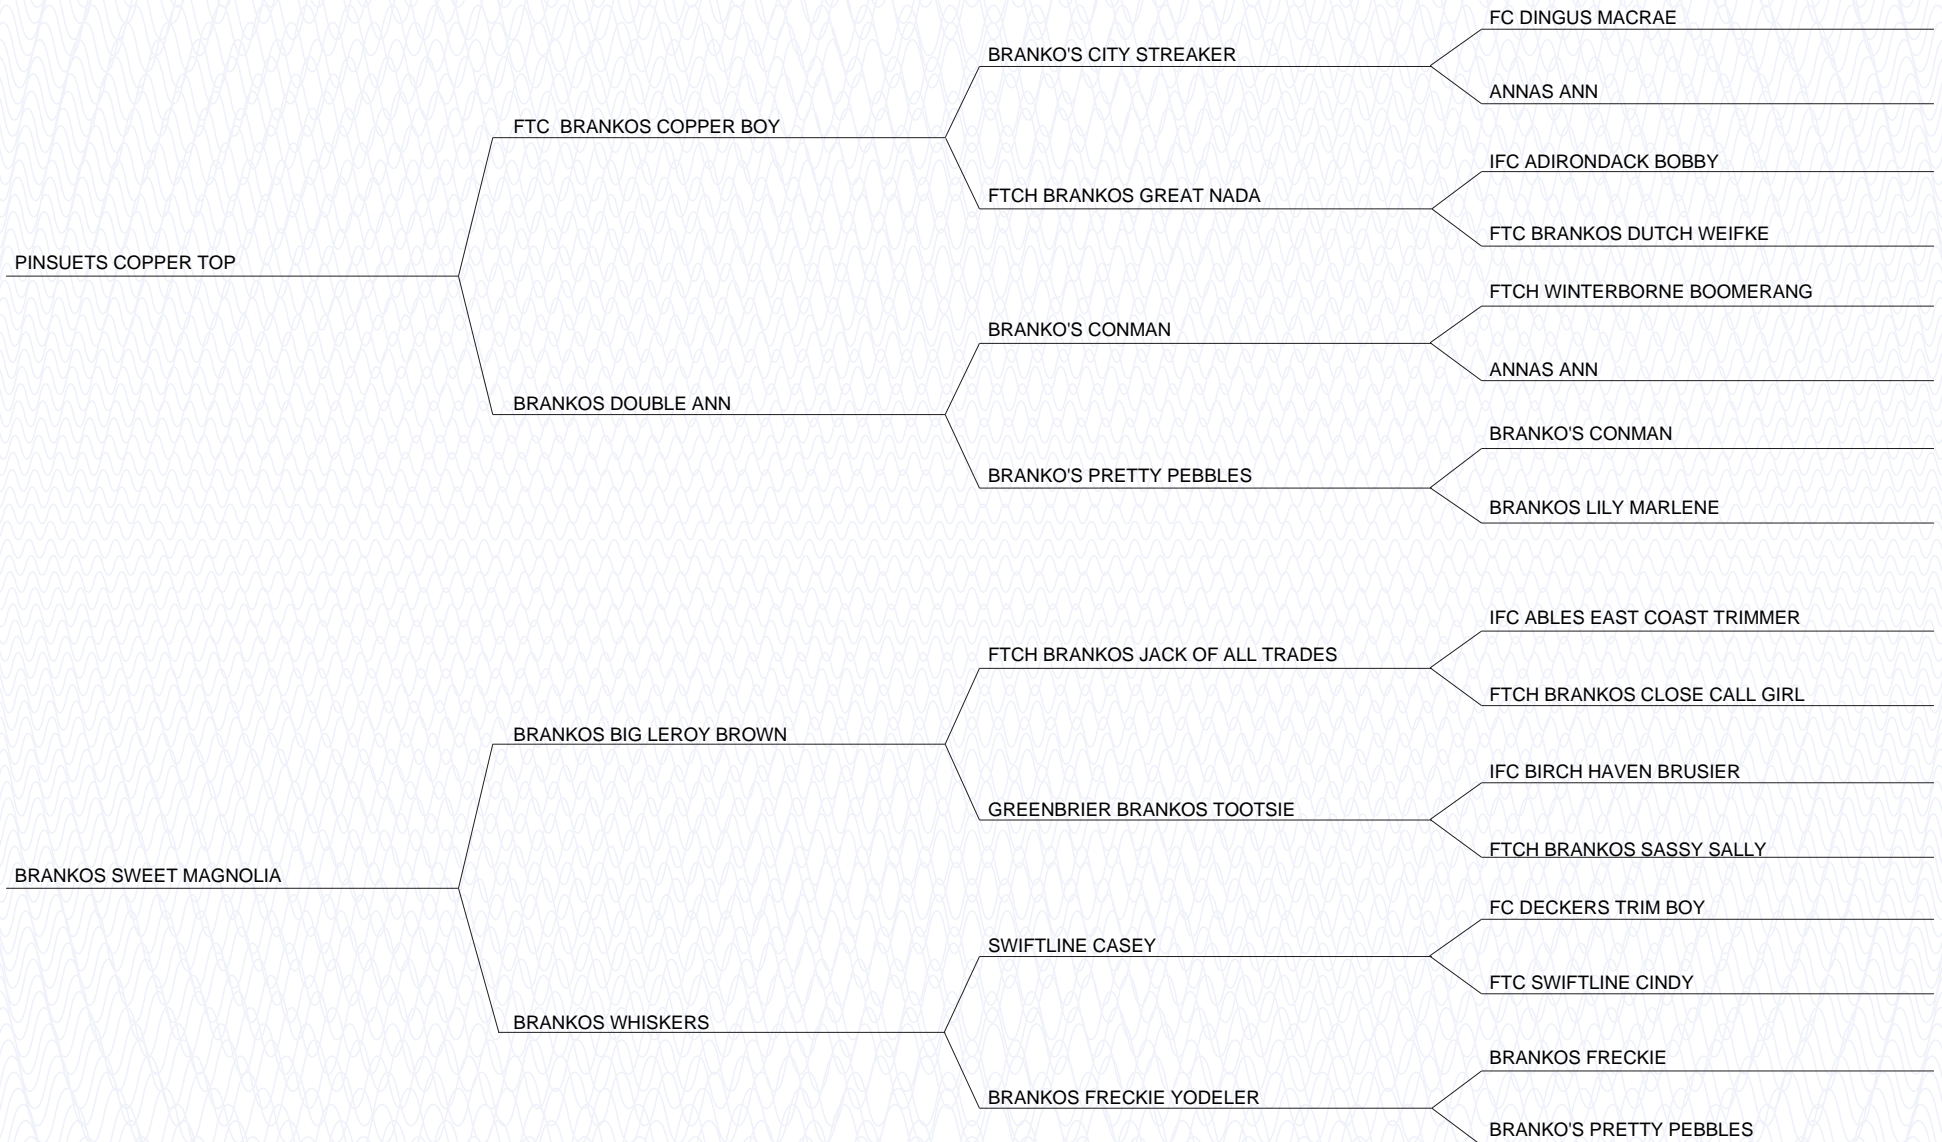 FC DINGUS MACRAE
BRANKO'S CITY STREAKER
ANNAS ANN
FTC  BRANKOS COPPER BOY
IFC ADIRONDACK BOBBY
FTCH BRANKOS GREAT NADA
FTC BRANKOS DUTCH WEIFKE
PINSUETS COPPER TOP
FTCH WINTERBORNE BOOMERANG
BRANKO'S CONMAN
ANNAS ANN
BRANKOS DOUBLE ANN
BRANKO'S CONMAN
BRANKO'S PRETTY PEBBLES
BRANKOS LILY MARLENE
IFC ABLES EAST COAST TRIMMER
FTCH BRANKOS JACK OF ALL TRADES
FTCH BRANKOS CLOSE CALL GIRL
BRANKOS BIG LEROY BROWN
IFC BIRCH HAVEN BRUSIER
GREENBRIER BRANKOS TOOTSIE
FTCH BRANKOS SASSY SALLY
BRANKOS SWEET MAGNOLIA
FC DECKERS TRIM BOY
SWIFTLINE CASEY
FTC SWIFTLINE CINDY
BRANKOS WHISKERS
BRANKOS FRECKIE
BRANKOS FRECKIE YODELER
BRANKO'S PRETTY PEBBLES